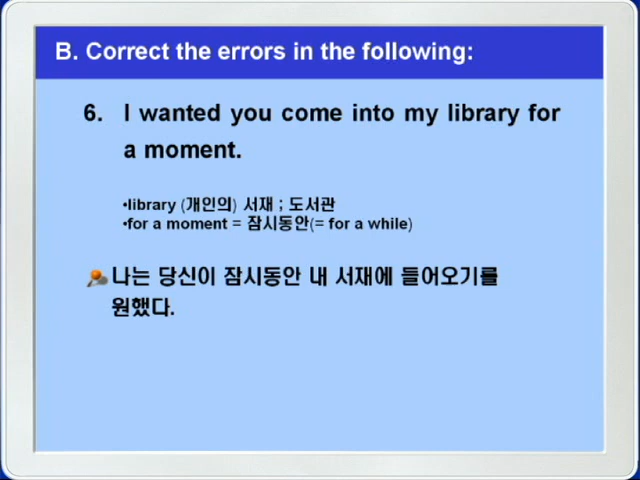 B. Correct the errors in the following:
6. I wanted you come into my library for
a moment.
•library (개인의) 서재 ; 도서관
•for a moment = 잠시동안(= for a while)
나는 당신이 잠시동안 내 서재에 들어오기를
원했다.